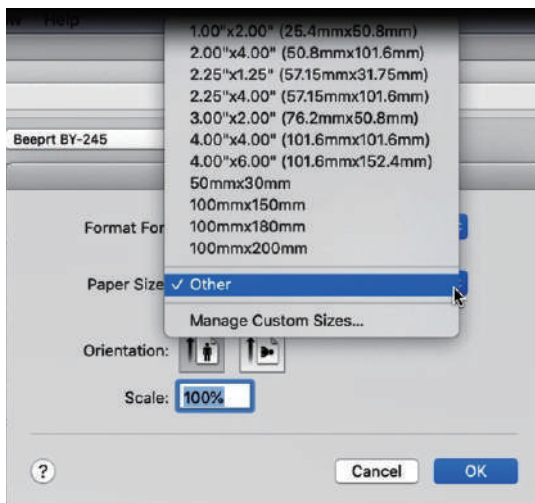 Help
1.00"x2.00" (25.4mmx50.8mm)
2.00"x4.00" (50.8mmx101.6mm)
2.25"x1.25" (57.15mmx31.75mm)
2.25"x4.00" (57.15mmx101.6mm)
3.00"x2.00" (76.2mmx50.8mm)
4.00"x4.00" (101.6mmx101.6mm)
Beeprt BY-245
4.00"x6.00" (101.6mmx152.4mm)
50mmx30mm
100mmx150mm
100mmx180mm
Format For
100mmx200mm
Paper Size ✓ Other
Manage Custom Sizes...
Orientation:
Scale: 100%
? Cancel OK